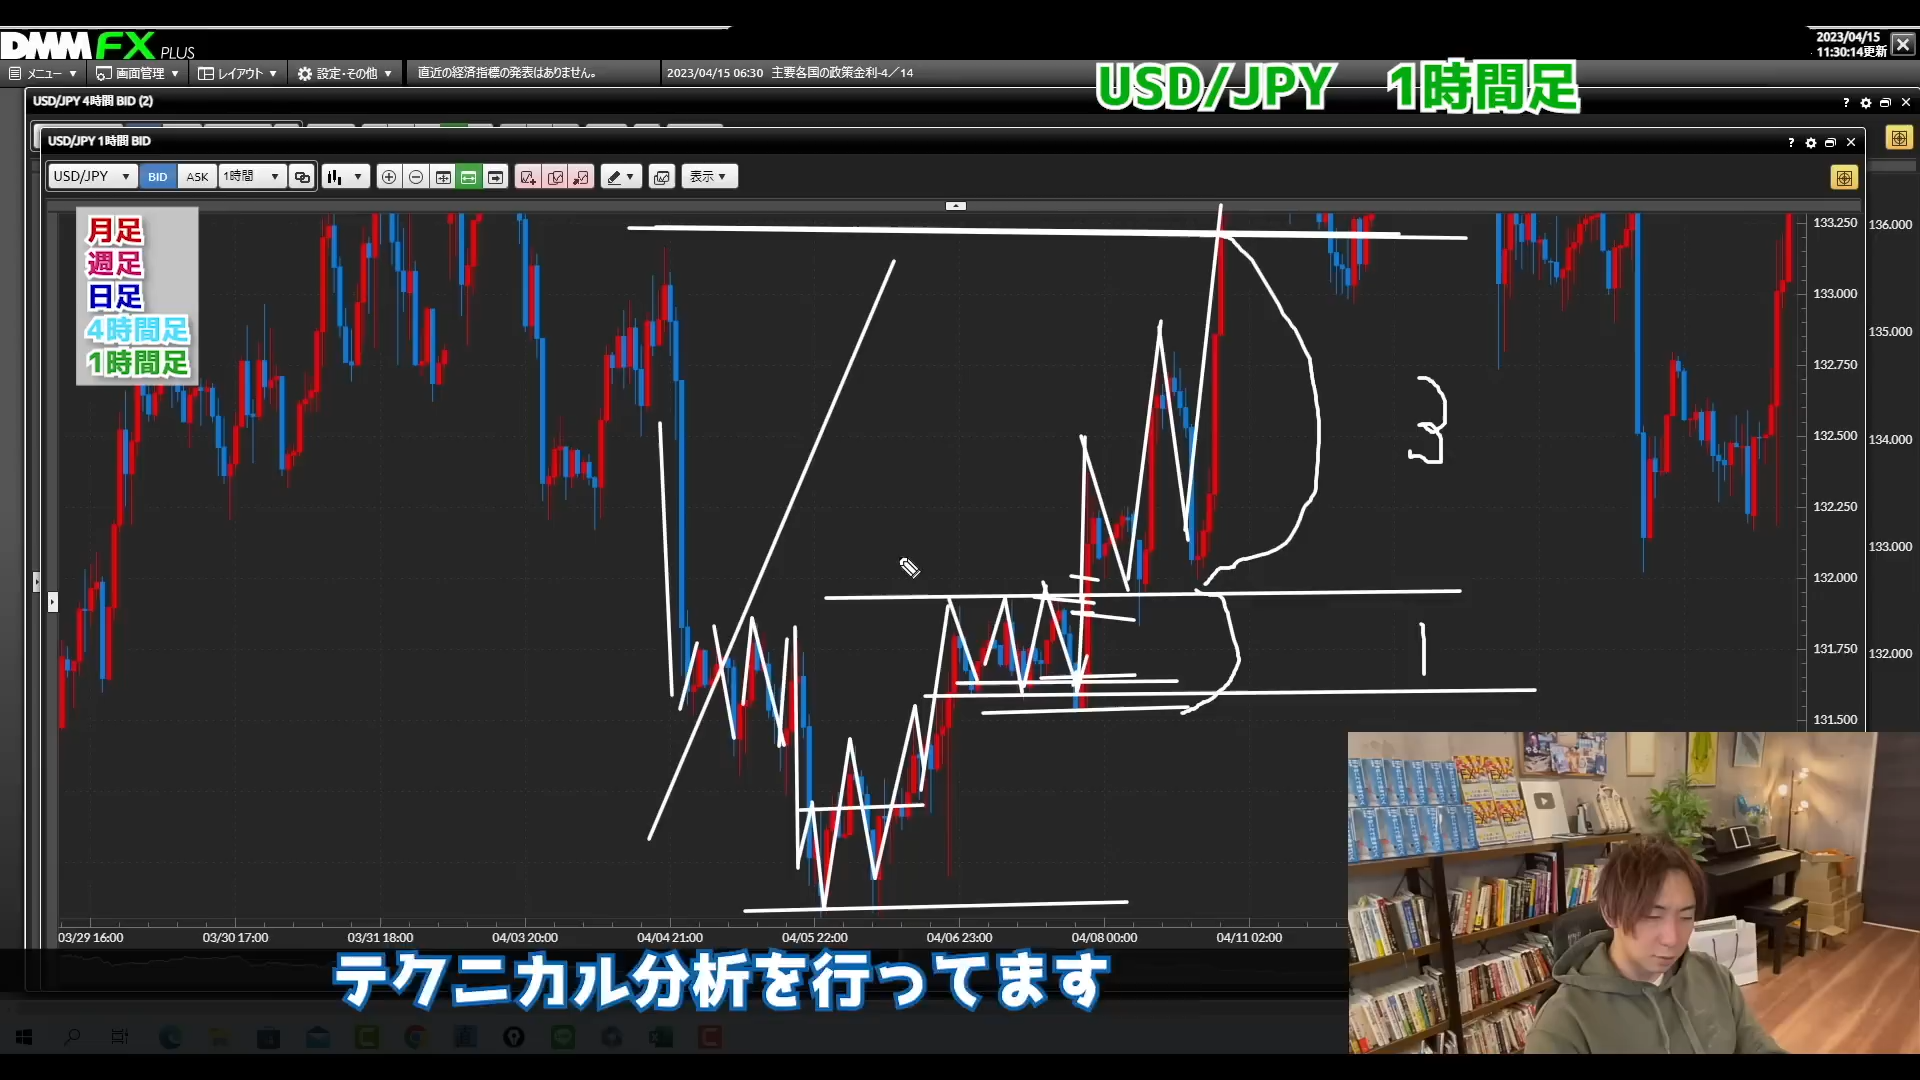 DMM FX PLUS
2023/04/15
11:30:14更新
メニュー ▼ 画面管理 ▼ レイアウト ▼ 設定・その他 ▼ 直近の経済指標の発表はありません。 2023/04/15 06:30 主要各国の政策金利-4/14
USD/JPY 1時間足
USD/JPY 4時間 BID (2)
USD/JPY 1時間 BID
USD/JPY ▼ BID ASK 1時間 ▼ 表示 ▼
月足
週足
日足
4時間足
1時間足
3
1
133.250
133.000
132.750
132.500
132.250
132.000
131.750
131.500
136.000
135.000
134.000
133.000
132.000
03/29 16:00 03/30 17:00 03/31 18:00 04/03 20:00 04/04 21:00 04/05 22:00 04/06 23:00 04/08 00:00 04/11 02:00
テクニカル分析を行ってます